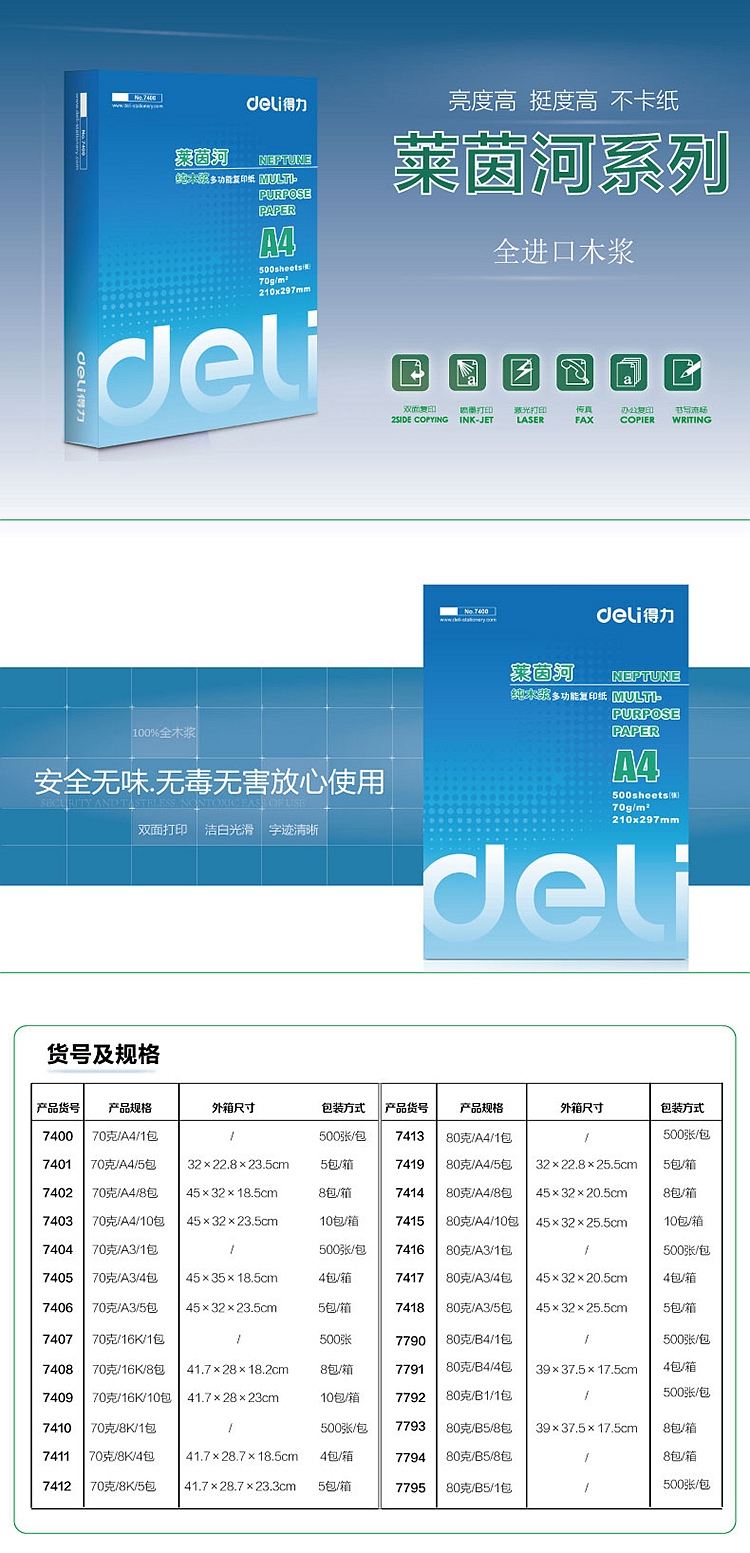 No.7400
www.deli-stationery.com
deli得力
莱茵河
纯木浆多功能复印纸
NEPTUNE
MULTI-
PURPOSE
PAPER
A4
500sheets(张)
70g/m²
210x297mm
deli
No.7400
www.deli-stationery.com
deli得力
亮度高 挺度高 不卡纸
莱茵河系列
全进口木浆
双面复印 喷墨打印 激光打印 传真 办公复印 书写流畅
2SIDE COPYING INK-JET LASER FAX COPIER WRITING
100%全木浆
安全无味.无毒无害放心使用
SECURITY AND TASTELESS .NONTOXIC EASE OF USE
双面打印 洁白光滑 字迹清晰
No.7400
www.deli-stationery.com
deli得力
莱茵河
纯木浆多功能复印纸
NEPTUNE
MULTI-
PURPOSE
PAPER
A4
500sheets(张)
70g/m²
210x297mm
deli
货号及规格
产品货号 产品规格 外箱尺寸 包装方式 产品货号 产品规格 外箱尺寸 包装方式
7400 70克/A4/1包 / 500张/包 7413 80克/A4/1包 / 500张/包
7401 70克/A4/5包 32×22.8×23.5cm 5包/箱 7419 80克/A4/5包 32×22.8×25.5cm 5包/箱
7402 70克/A4/8包 45×32×18.5cm 8包/箱 7414 80克/A4/8包 45×32×20.5cm 8包/箱
7403 70克/A4/10包 45×32×23.5cm 10包/箱 7415 80克/A4/10包 45×32×25.5cm 10包/箱
7404 70克/A3/1包 / 500张/包 7416 80克/A3/1包 / 500张/包
7405 70克/A3/4包 45×35×18.5cm 4包/箱 7417 80克/A3/4包 45×32×20.5cm 4包/箱
7406 70克/A3/5包 45×32×23.5cm 5包/箱 7418 80克/A3/5包 45×32×25.5cm 5包/箱
7407 70克/16K/1包 / 500张 7790 80克/B4/1包 / 500张/包
7408 70克/16K/8包 41.7×28×18.2cm 8包/箱 7791 80克/B4/4包 39×37.5×17.5cm 4包/箱
7409 70克/16K/10包 41.7×28×23cm 10包/箱 7792 80克/B1/1包 / 500张/包
7410 70克/8K/1包 / 500张/包 7793 80克/B5/8包 39×37.5×17.5cm 8包/箱
7411 70克/8K/4包 41.7×28.7×18.5cm 4包/箱 7794 80克/B5/8包 / 8包/箱
7412 70克/8K/5包 41.7×28.7×23.3cm 5包/箱 7795 80克/B5/1包 / 500张/包